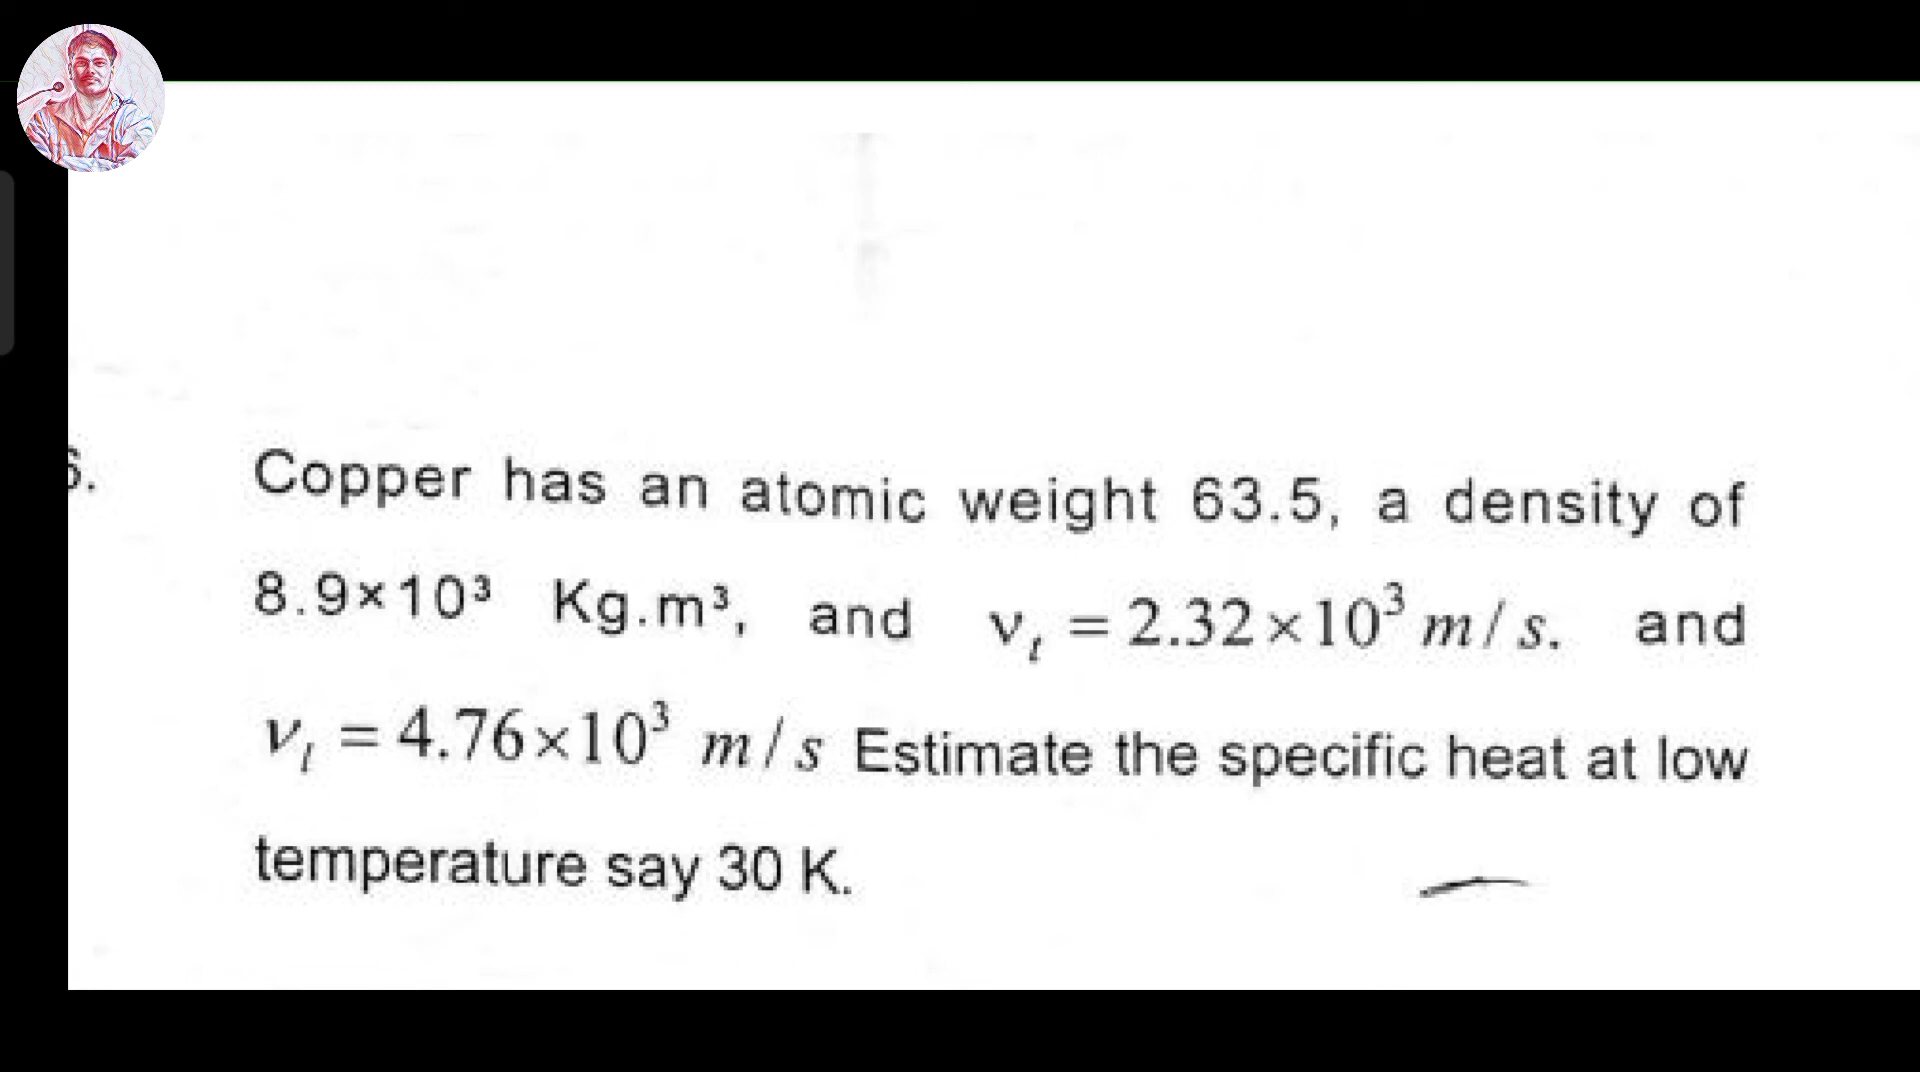 6. Copper has an atomic weight 63.5, a density of
8.9×10³ Kg.m³, and v_t = 2.32×10³ m/s. and
v_l = 4.76×10³ m/s Estimate the specific heat at low
temperature say 30 K.